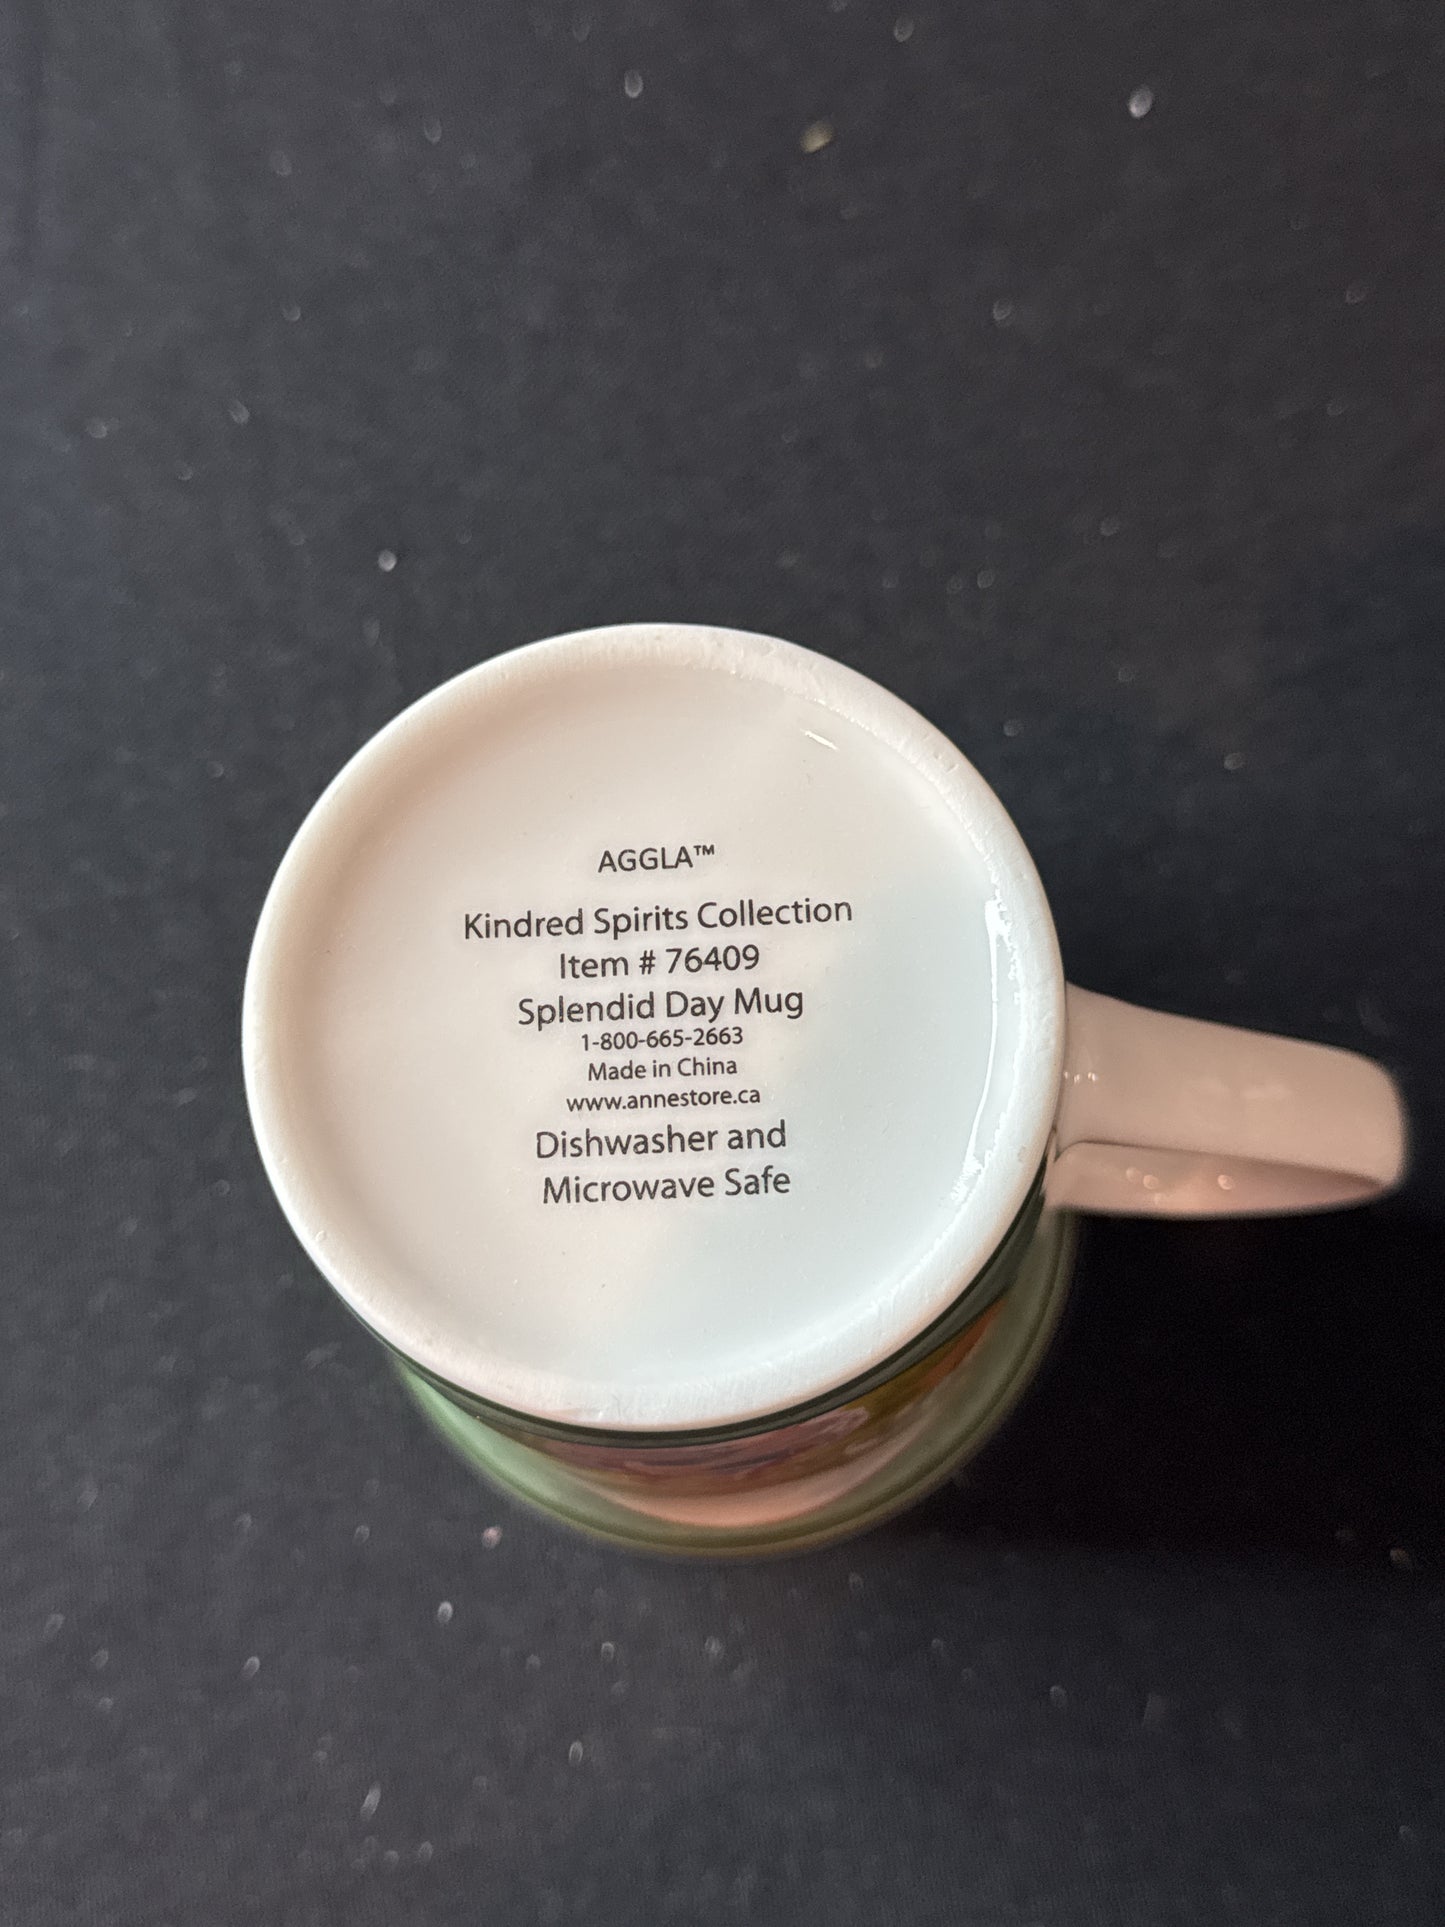 AGGLA™
Kindred Spirits Collection
Item # 76409
Splendid Day Mug
1-800-665-2663
Made in China
www.annestore.ca
Dishwasher and
Microwave Safe